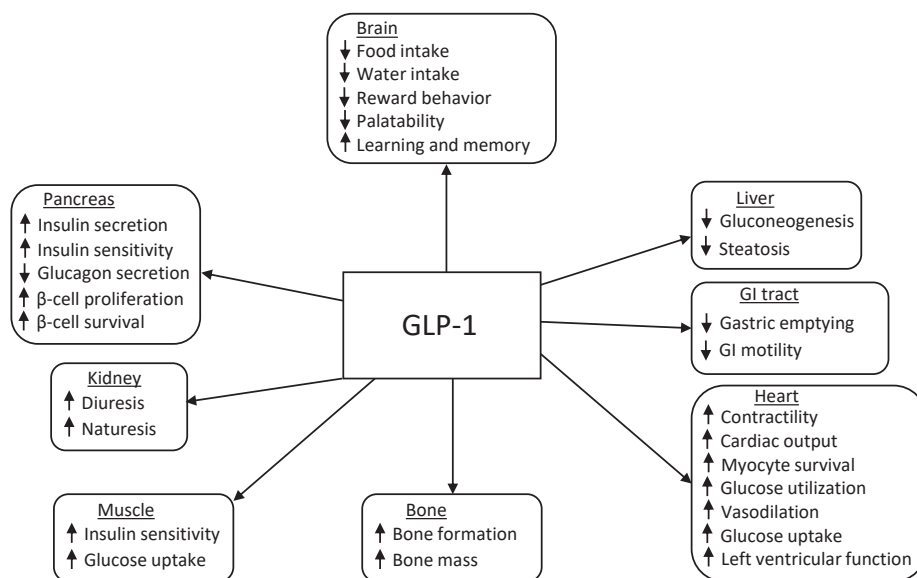 Brain
↓ Food intake
↓ Water intake
↓ Reward behavior
↓ Palatability
↑ Learning and memory
Pancreas
↑ Insulin secretion
↑ Insulin sensitivity
↓ Glucagon secretion
↑ β-cell proliferation
↑ β-cell survival
Liver
↓ Gluconeogenesis
↓ Steatosis
GLP-1
GI tract
↓ Gastric emptying
↓ GI motility
Kidney
↑ Diuresis
↑ Naturesis
Heart
↑ Contractility
↑ Cardiac output
↑ Myocyte survival
↑ Glucose utilization
↑ Vasodilation
↑ Glucose uptake
↑ Left ventricular function
Muscle
↑ Insulin sensitivity
↑ Glucose uptake
Bone
↑ Bone formation
↑ Bone mass